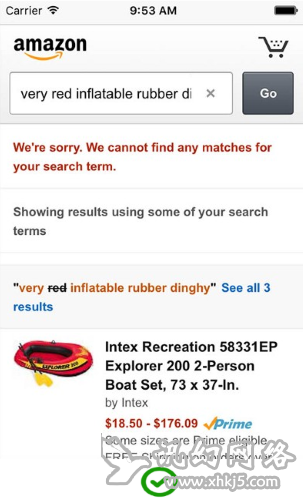 Carrier 9:53 AM
amazon
very red inflatable rubber di × Go
We're sorry. We cannot find any matches for
your search term.
Showing results using some of your search
terms
"very red inflatable rubber dinghy" See all 3
results
Intex Recreation 58331EP
Explorer 200 2-Person
Boat Set, 73 x 37-In.
by Intex
$18.50 - $176.09 Prime
Some sizes are Prime eligible
FREE Shipping on orders over
www.xhkj5.com